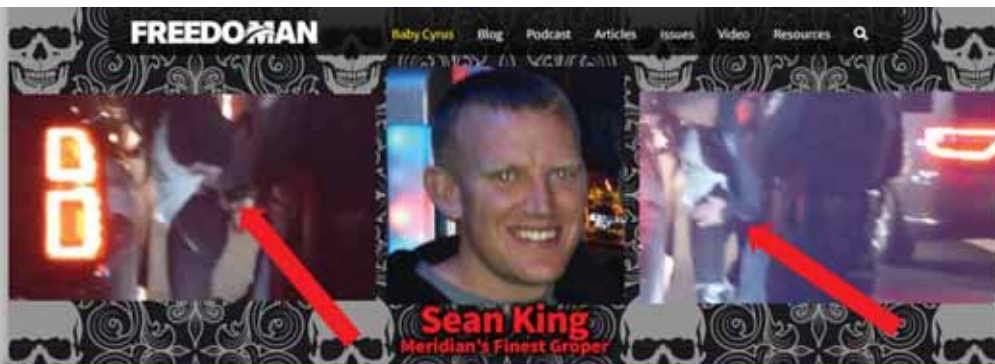 FREEDOMAN
Baby Cyrus Blog Podcast Articles Issues Video Resources
Sean King
Meridian's Finest Groper